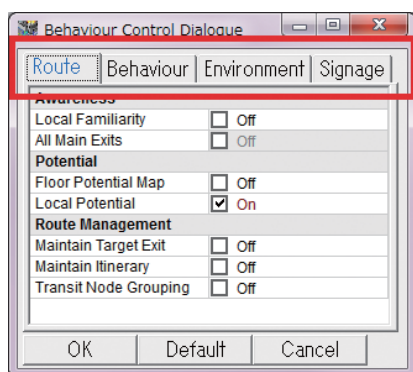 Behaviour Control Dialogue
Route Behaviour Environment Signage
Awareness
Local Familiarity Off
All Main Exits Off
Potential
Floor Potential Map Off
Local Potential On
Route Management
Maintain Target Exit Off
Maintain Itinerary Off
Transit Node Grouping Off
OK Default Cancel